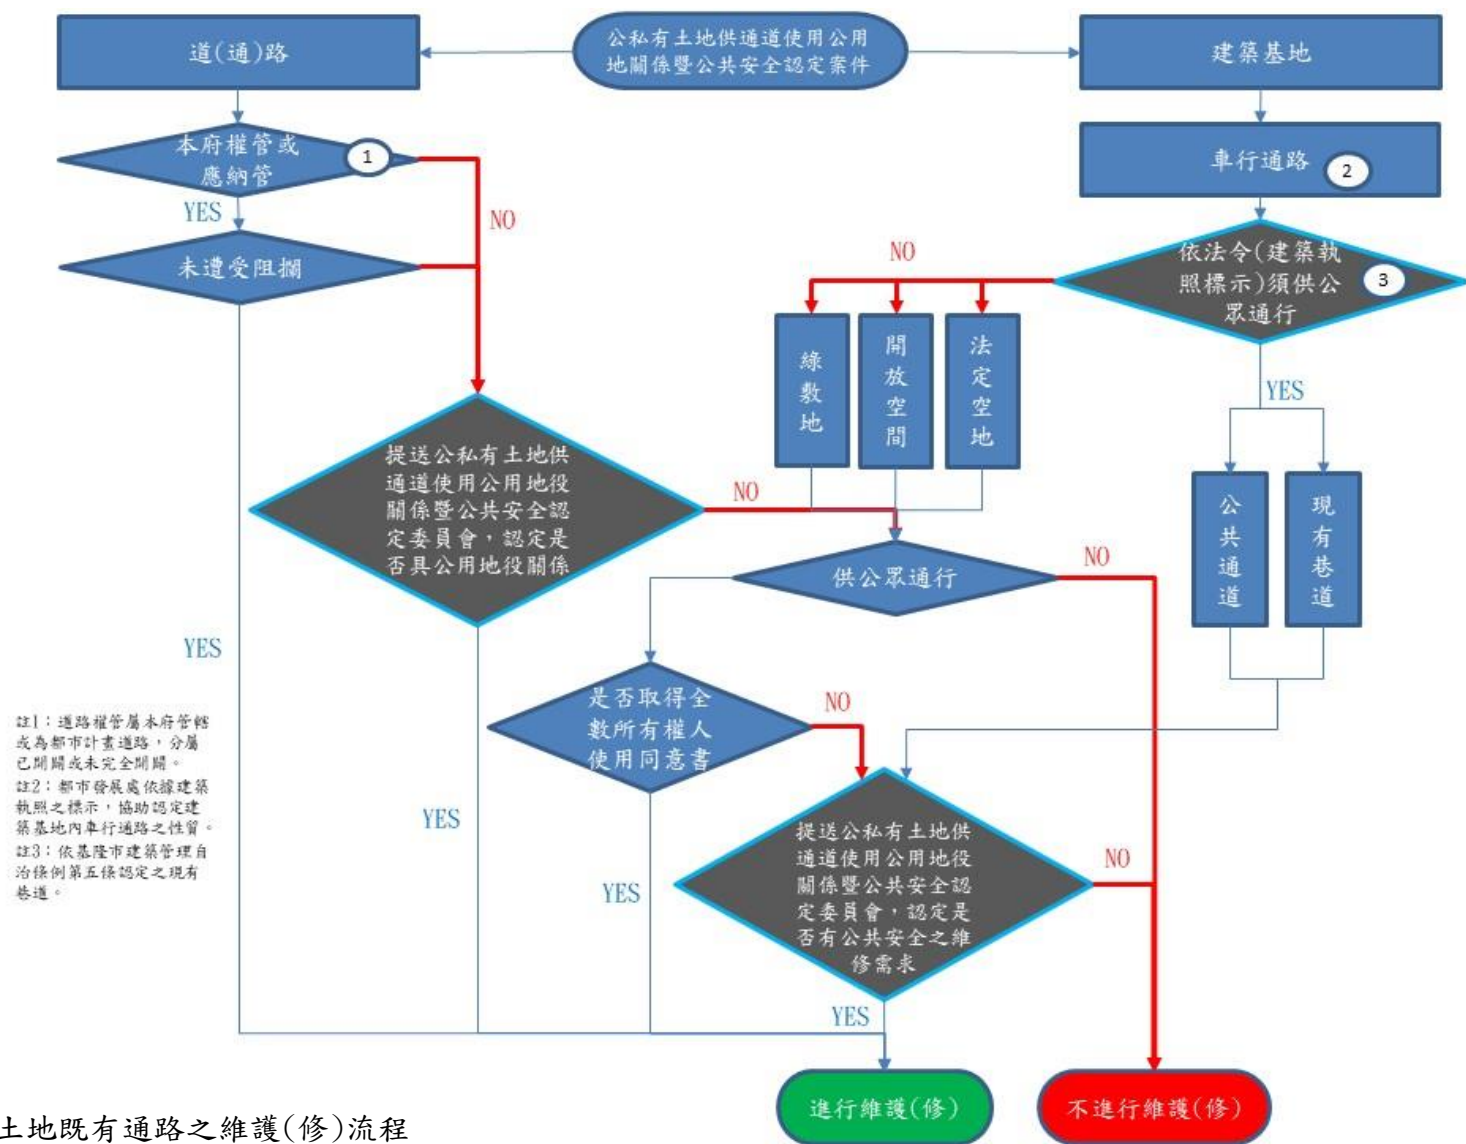 公私有土地供通道使用公用
地關係暨公共安全認定案件
道(通)路
建築基地
本府權管或
應納管
1
車行通路
2
YES
NO
未遭受阻攔
依法令(建築執
照標示)須供公
眾通行
3
NO
YES
綠敷地
開放空間
法定空地
提送公私有土地供
通道使用公用地役
關係暨公共安全認
定委員會，認定是
否具公用地役關係
NO
公共通道
現有巷道
供公眾通行
NO
YES
是否取得全
數所有權人
使用同意書
NO
註1：道路權管屬本府管轄
或為都市計畫道路，分屬
已開闢或未完全開闢。
註2：都市發展處依據建築
執照之標示，協助認定建
築基地內車行通路之性質。
註3：依基隆市建築管理自
治條例第五條認定之現有
巷道。
YES
YES
提送公私有土地供
通道使用公用地役
關係暨公共安全認
定委員會，認定是
否有公共安全之維
修需求
NO
YES
進行維護(修)
不進行維護(修)
土地既有通路之維護(修)流程